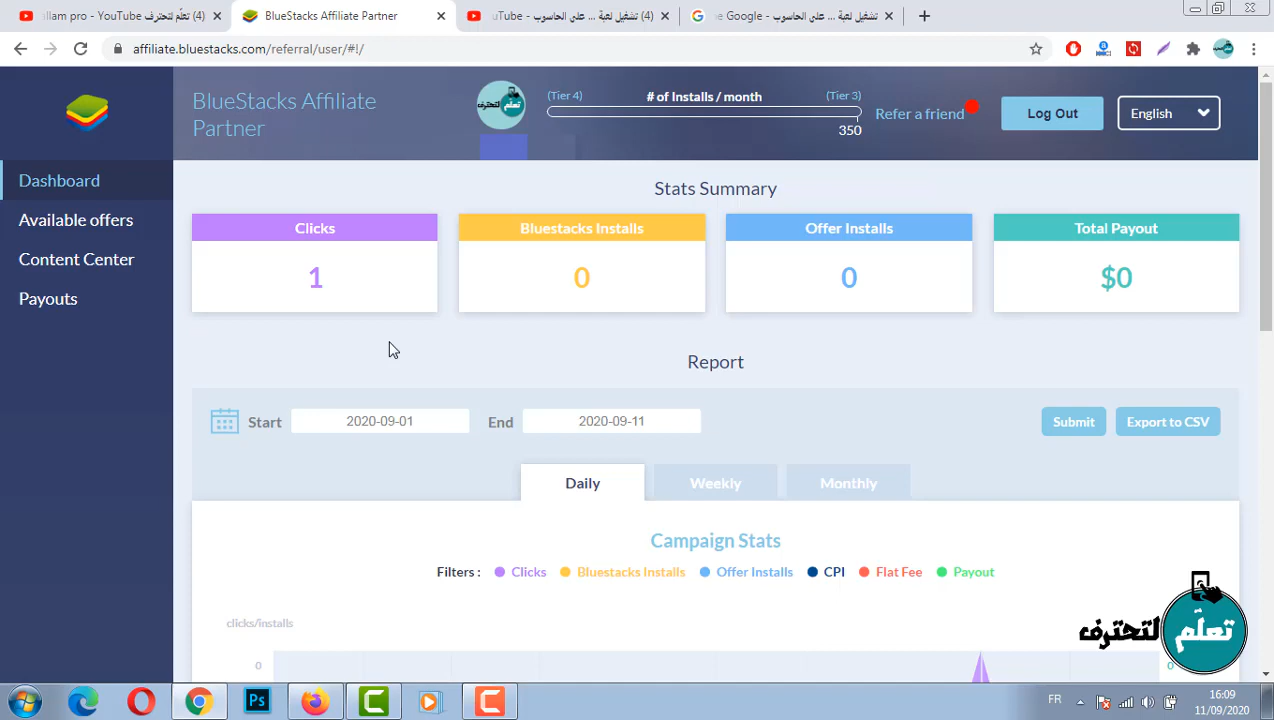 (4) تعلّم لتحترف Tallam pro - YouTube
BlueStacks Affiliate Partner
(4) تشغيل لعبة ... على الحاسوب - YouTube
تشغيل لعبة ... على الحاسوب - Google
affiliate.bluestacks.com/referral/user/#!/
BlueStacks Affiliate
Partner
(Tier 4)
# of Installs / month
(Tier 3)
350
Refer a friend
Log Out
English
Dashboard
Available offers
Content Center
Payouts
Stats Summary
Clicks
Bluestacks Installs
Offer Installs
Total Payout
1
0
0
$0
Report
Start
2020-09-01
End
2020-09-11
Submit
Export to CSV
Daily
Weekly
Monthly
Campaign Stats
Filters :
Clicks
Bluestacks Installs
Offer Installs
CPI
Flat Fee
Payout
clicks/installs
0
0
تعلّم لتحترف
Ps
FR
16:09
11/09/2020